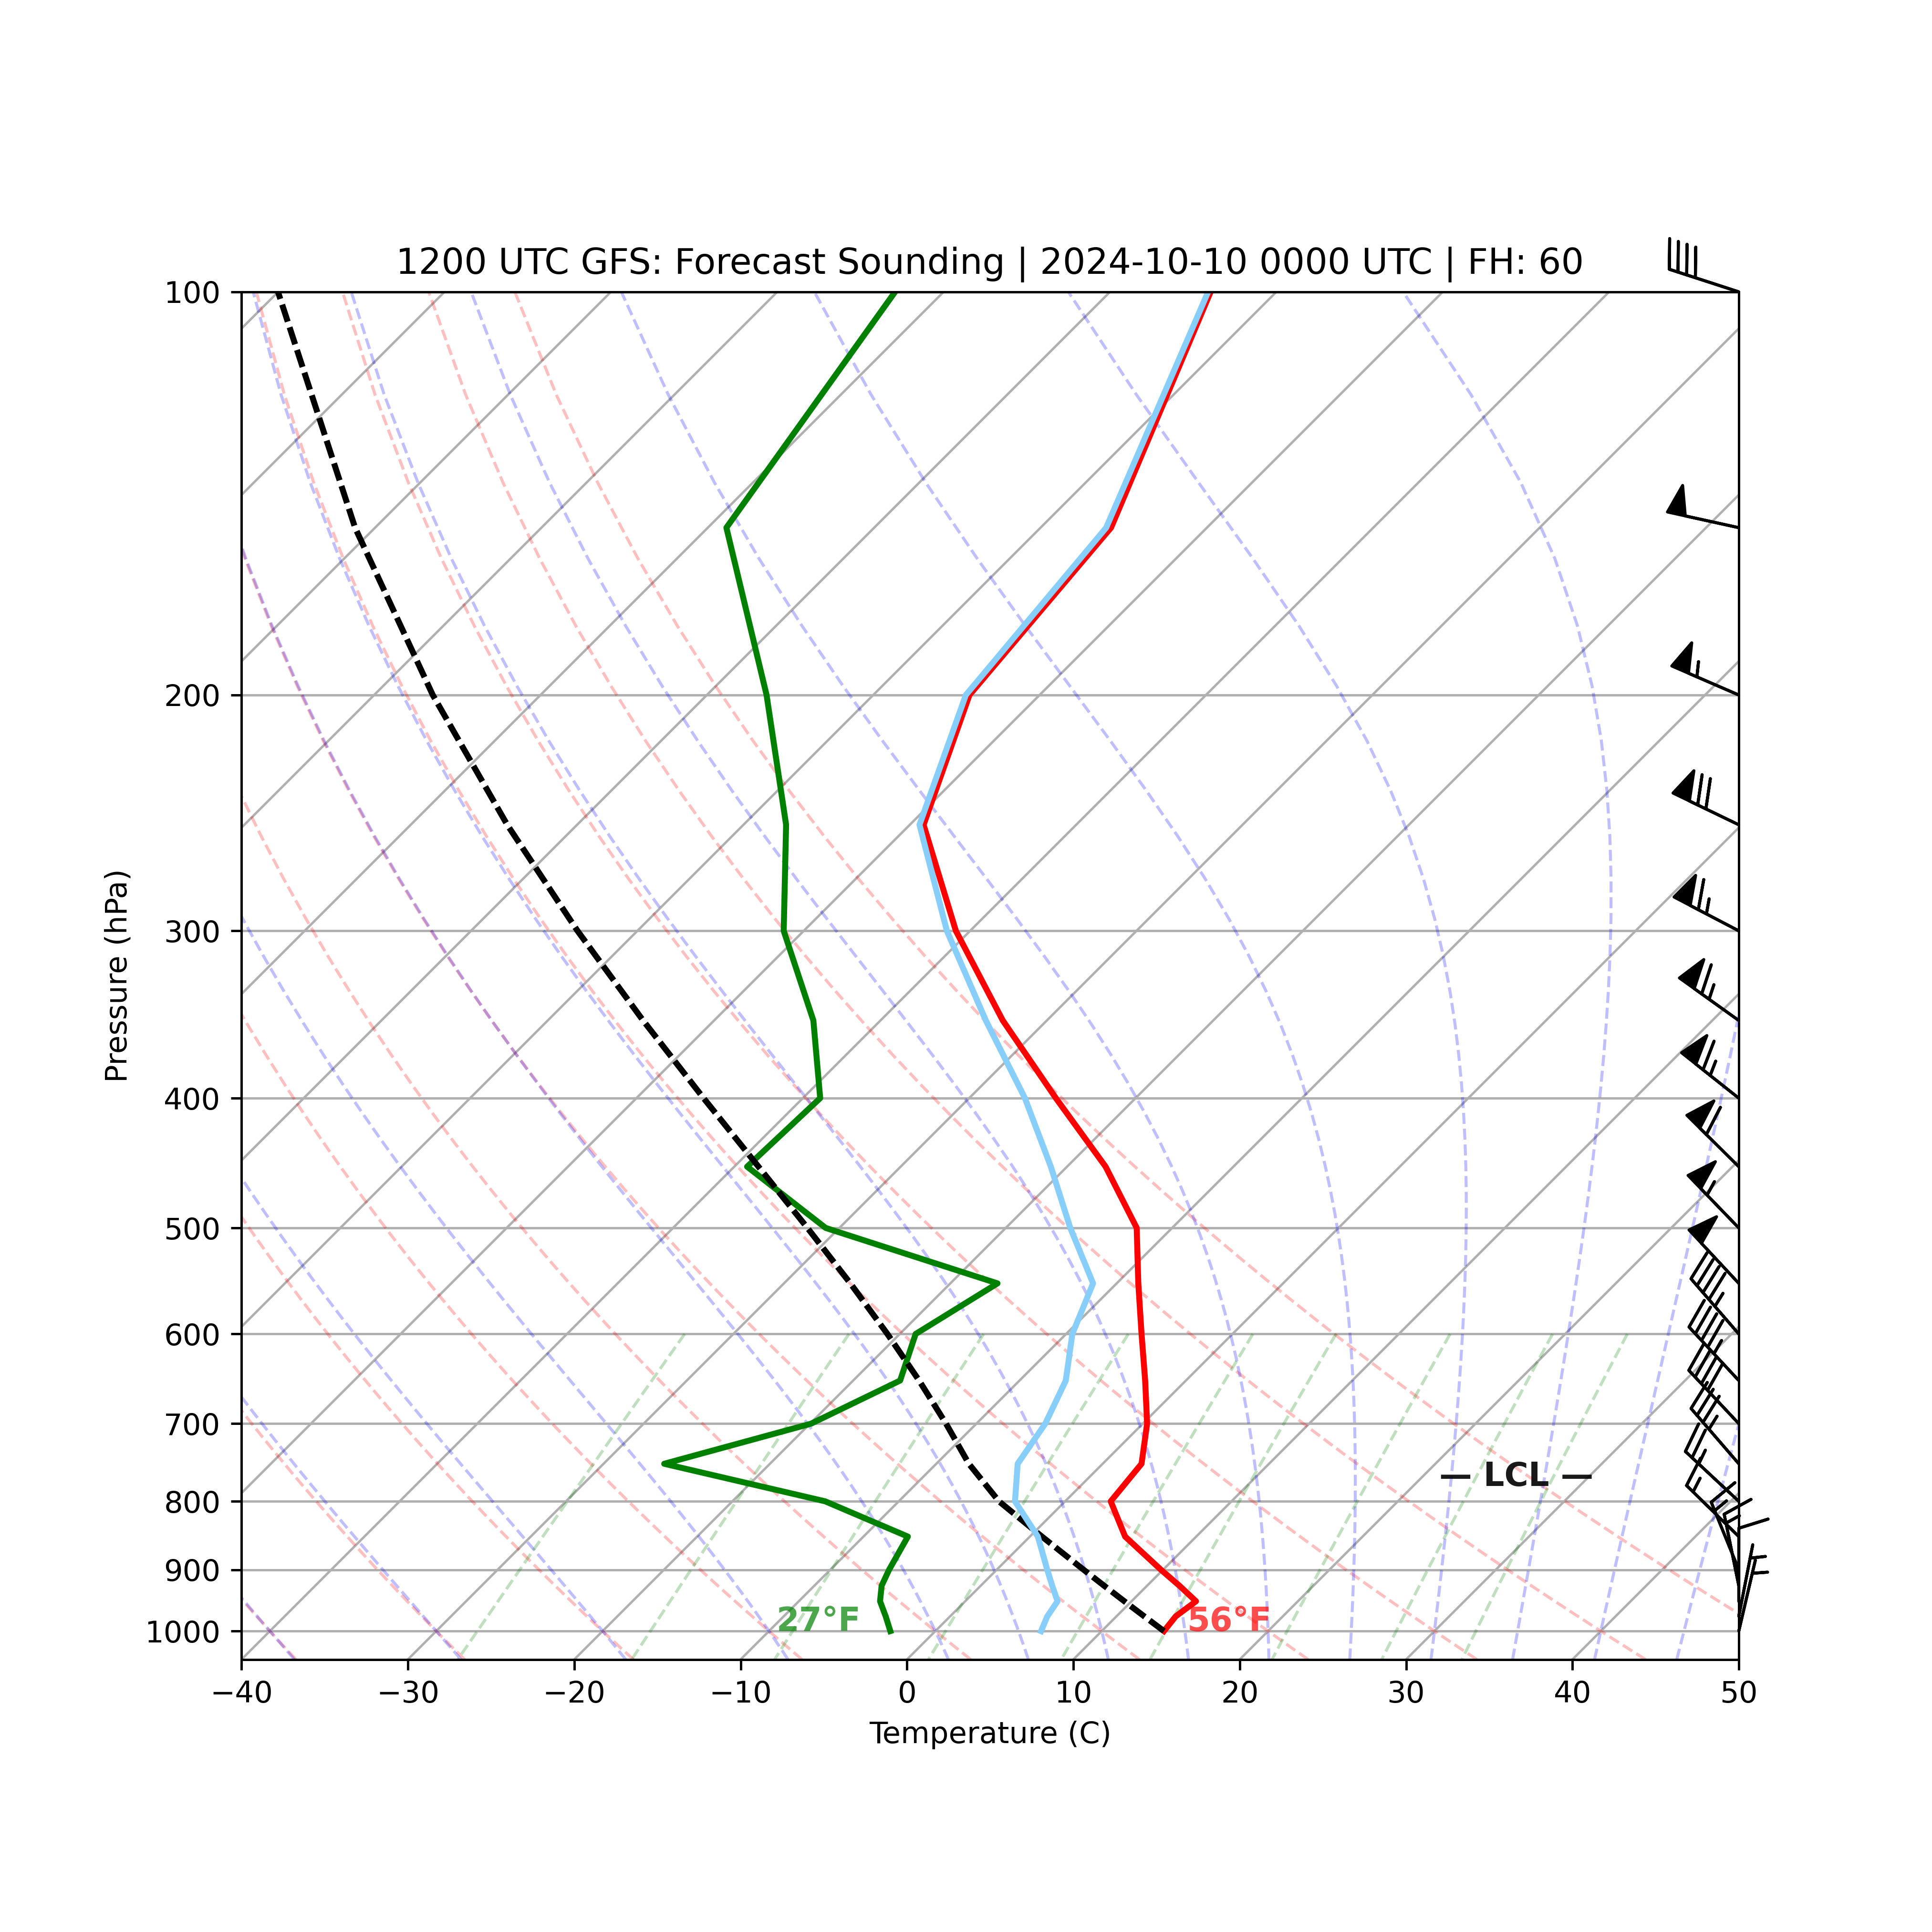 1200 UTC GFS: Forecast Sounding | 2024-10-10 0000 UTC | FH: 60
100
200
300
400
500
600
700
800
900
1000
Pressure (hPa)
— LCL —
27°F
56°F
−40 −30 −20 −10 0 10 20 30 40 50
Temperature (C)